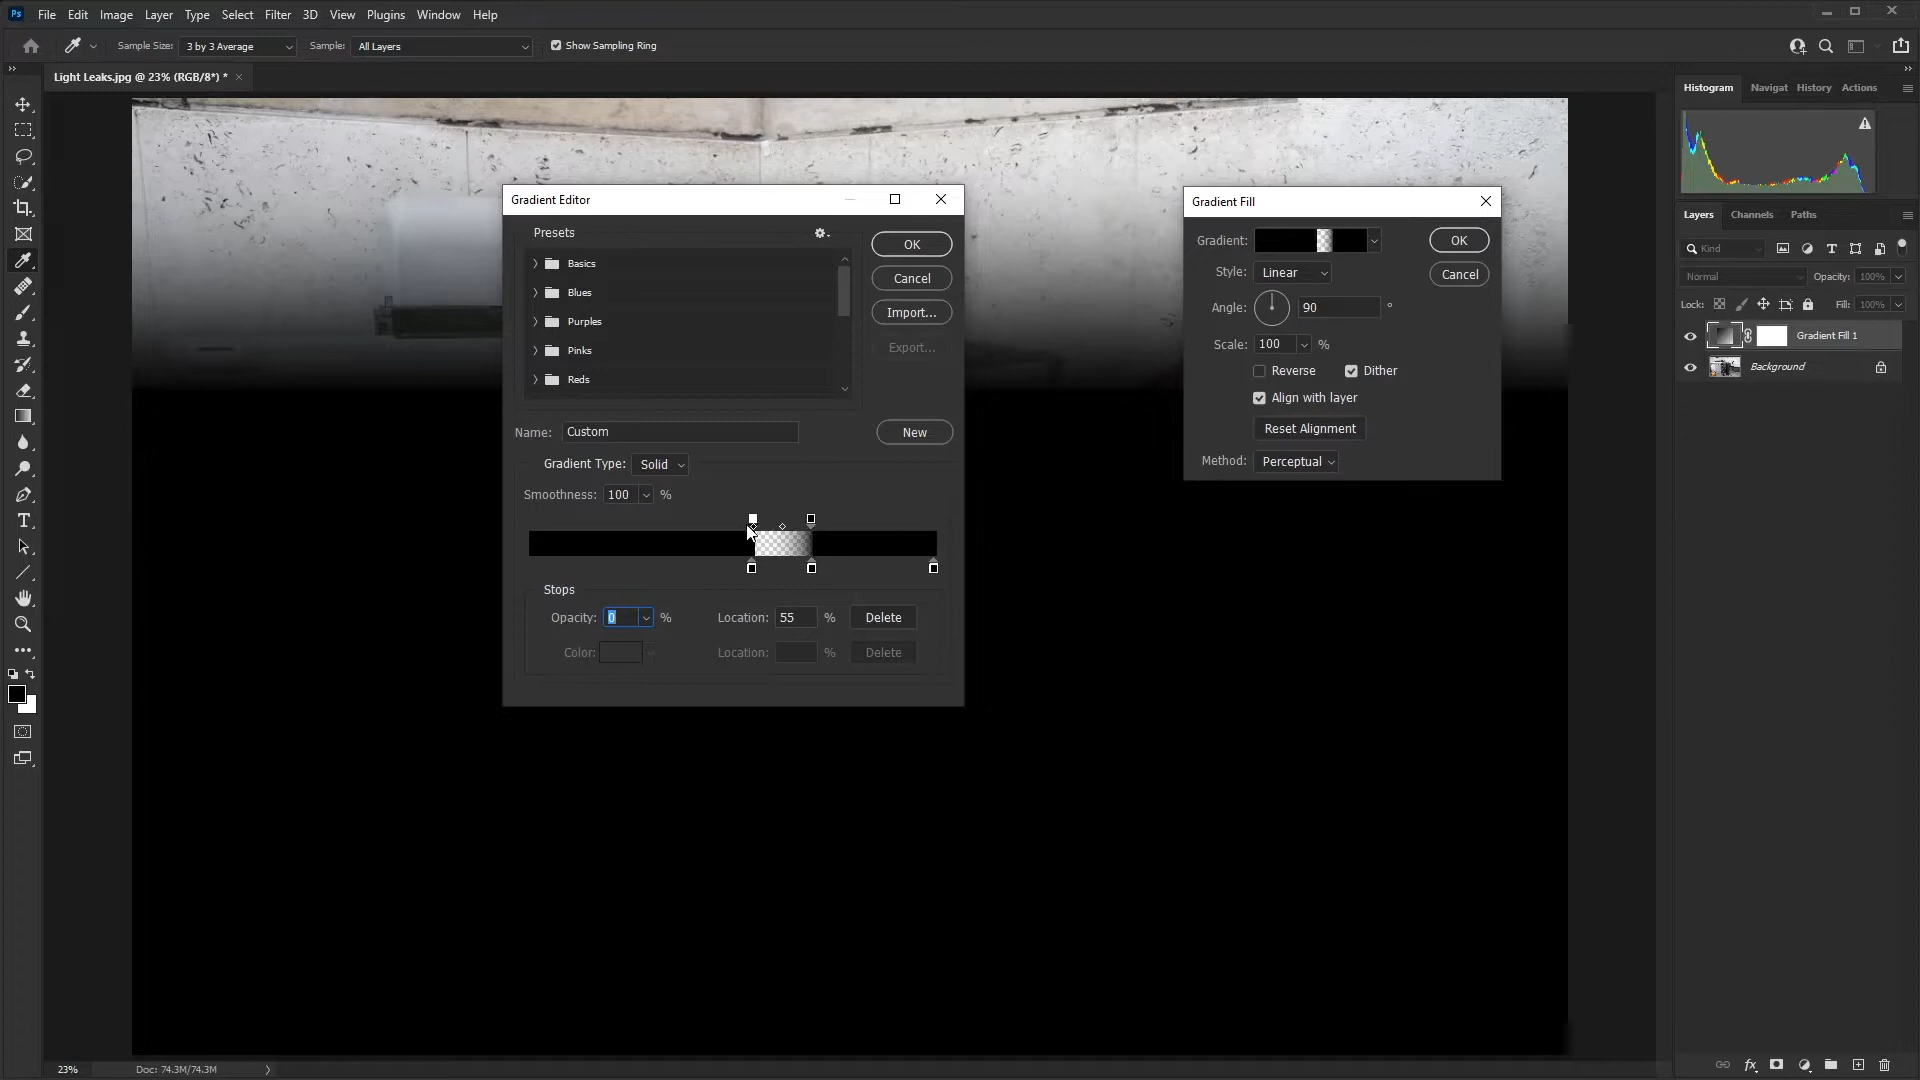 Ps File Edit Image Layer Type Select Filter 3D View Plugins Window Help
Sample Size: 3 by 3 Average Sample: All Layers Show Sampling Ring
Light Leaks.jpg @ 23% (RGB/8*) * ×
Histogram Navigat History Actions
Gradient Editor
Presets
Basics
Blues
Purples
Pinks
Reds
OK
Cancel
Import...
Export...
Name: Custom
New
Gradient Type: Solid
Smoothness: 100 %
Stops
Opacity: 0 % Location: 55 % Delete
Color: Location: % Delete
Gradient Fill
Gradient: OK
Style: Linear Cancel
Angle: 90 °
Scale: 100 %
Reverse Dither
Align with layer
Reset Alignment
Method: Perceptual
Layers Channels Paths
Kind
Normal Opacity: 100%
Lock: Fill: 100%
Gradient Fill 1
Background
23% Doc: 74.3M/74.3M